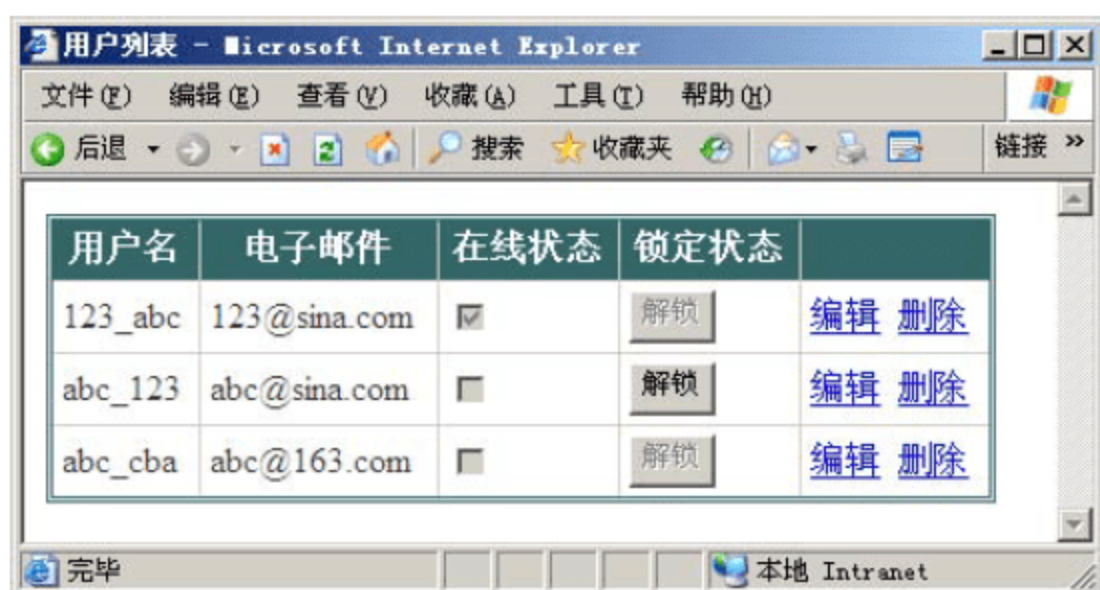 用户列表 - Microsoft Internet Explorer
文件(F) 编辑(E) 查看(V) 收藏(A) 工具(T) 帮助(H)
后退 搜索 收藏夹 链接 »
用户名 电子邮件 在线状态 锁定状态
123_abc 123@sina.com 解锁 编辑 删除
abc_123 abc@sina.com 解锁 编辑 删除
abc_cba abc@163.com 解锁 编辑 删除
完毕 本地 Intranet